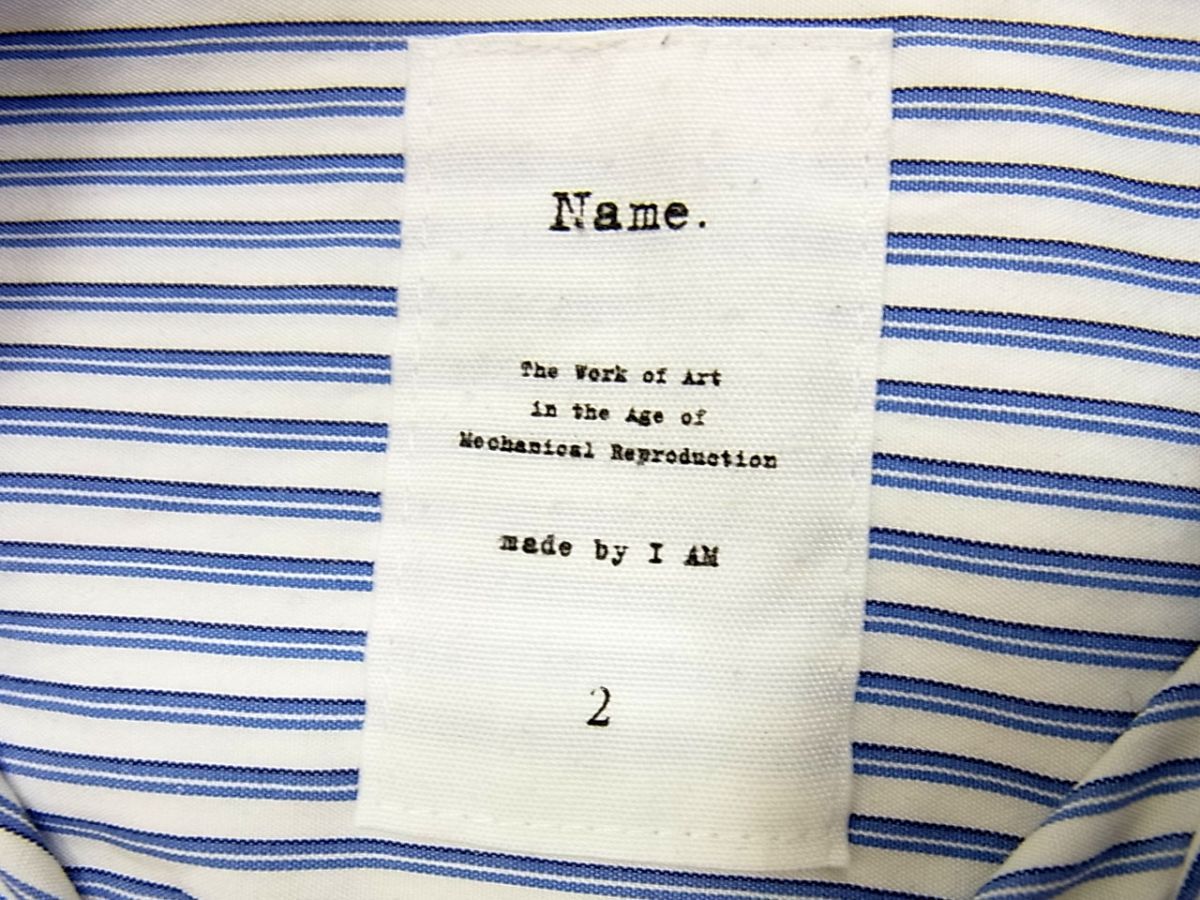 Name.
The Work of Art
in the Age of
Mechanical Reproduction
made by I AM
2